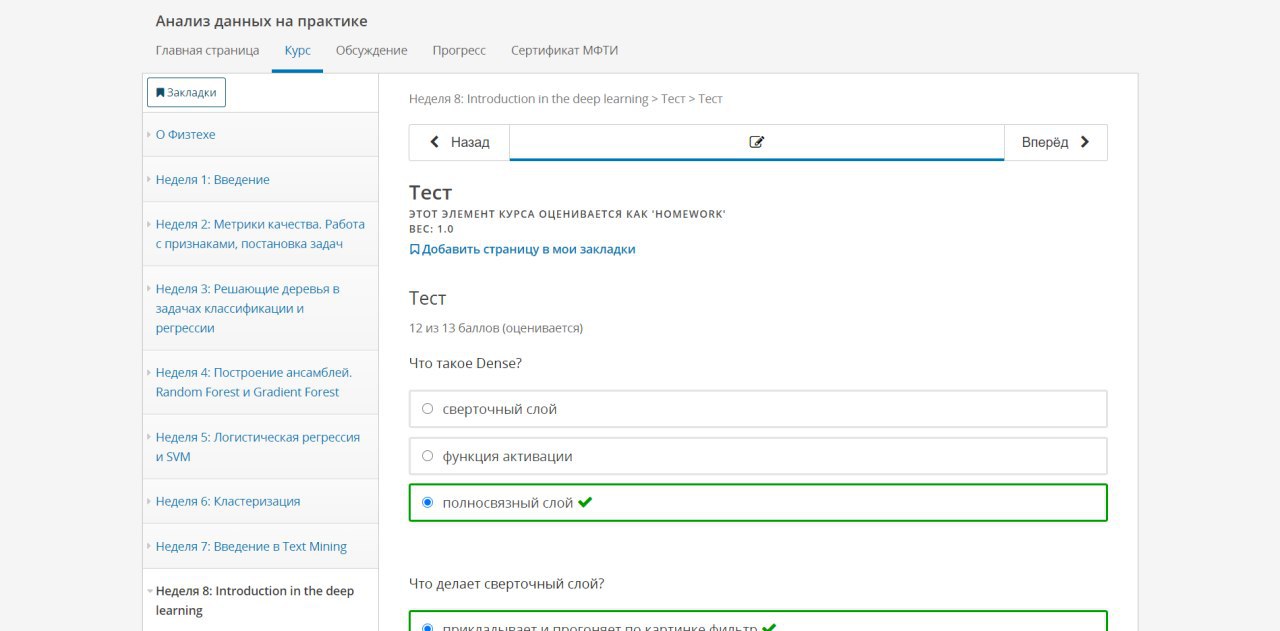 Анализ данных на практике
Главная страница Курс Обсуждение Прогресс Сертификат МФТИ
Закладки
О Физтехе
Неделя 1: Введение
Неделя 2: Метрики качества. Работа
с признаками, постановка задач
Неделя 3: Решающие деревья в
задачах классификации и
регрессии
Неделя 4: Построение ансамблей.
Random Forest и Gradient Forest
Неделя 5: Логистическая регрессия
и SVM
Неделя 6: Кластеризация
Неделя 7: Введение в Text Mining
Неделя 8: Introduction in the deep
learning
Неделя 8: Introduction in the deep learning > Тест > Тест
Назад Вперёд
Тест
ЭТОТ ЭЛЕМЕНТ КУРСА ОЦЕНИВАЕТСЯ КАК 'HOMEWORK'
ВЕС: 1.0
Добавить страницу в мои закладки
Тест
12 из 13 баллов (оценивается)
Что такое Dense?
сверточный слой
функция активации
полносвязный слой
Что делает сверточный слой?
прикладывает и прогоняет по картинке фильтр